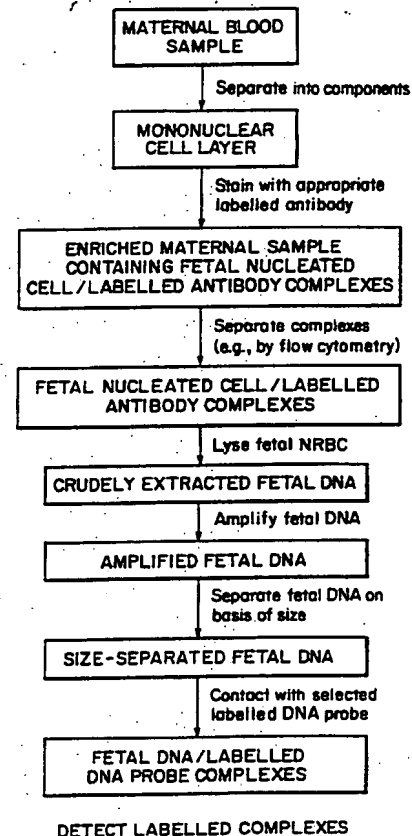 MATERNAL BLOOD
SAMPLE
Separate into components
MONONUCLEAR
CELL LAYER
Stain with appropriate
labelled antibody
ENRICHED MATERNAL SAMPLE
CONTAINING FETAL NUCLEATED
CELL/LABELLED ANTIBODY COMPLEXES
Separate complexes
(e.g., by flow cytometry)
FETAL NUCLEATED CELL/LABELLED
ANTIBODY COMPLEXES
Lyse fetal NRBC
CRUDELY EXTRACTED FETAL DNA
Amplify fetal DNA
AMPLIFIED FETAL DNA
Separate fetal DNA on
basis of size
SIZE-SEPARATED FETAL DNA
Contact with selected
labelled DNA probe
FETAL DNA/LABELLED
DNA PROBE COMPLEXES
DETECT LABELLED COMPLEXES